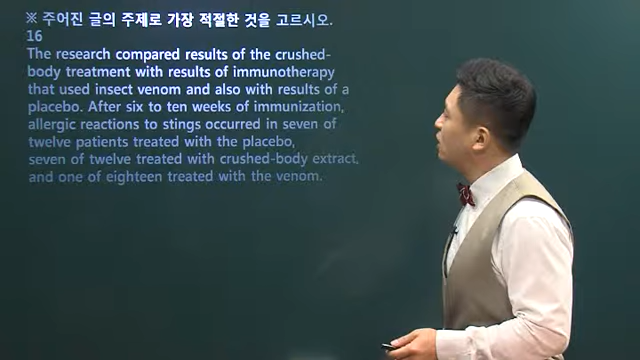 ※ 주어진 글의 주제로 가장 적절한 것을 고르시오.
16
The research compared results of the crushed-
body treatment with results of immunotherapy
that used insect venom and also with results of a
placebo. After six to ten weeks of immunization,
allergic reactions to stings occurred in seven of
twelve patients treated with the placebo,
seven of twelve treated with crushed-body extract,
and one of eighteen treated with the venom.